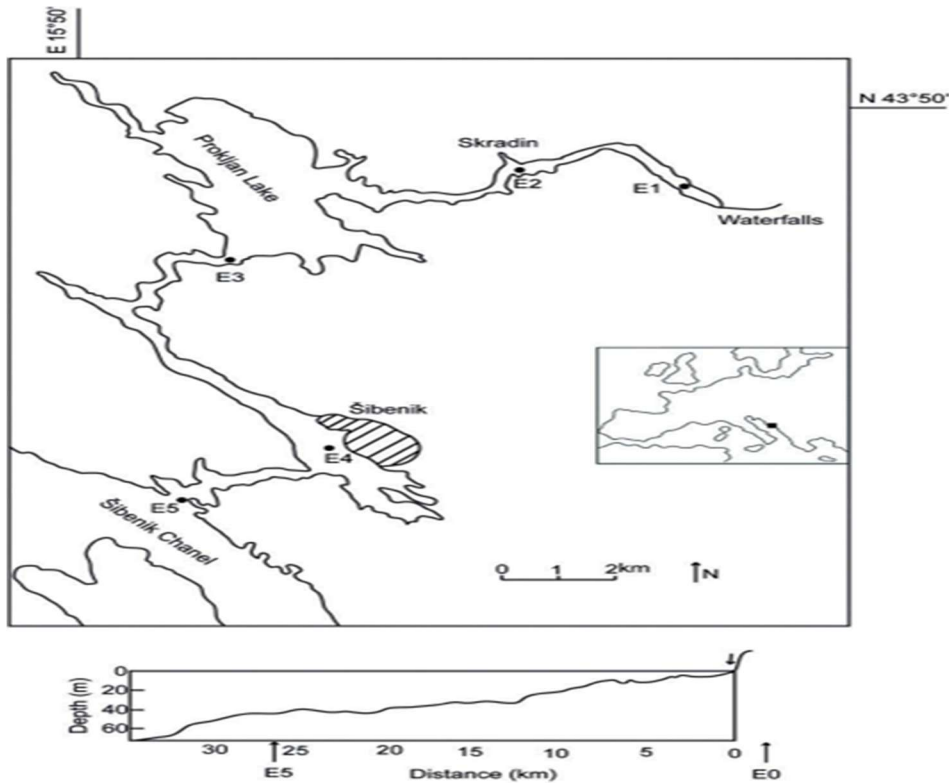 E 15°50'
N 43°50'
Skradin
Prokljan Lake
E2
E1
Waterfalls
E3
Šibenik
E4
E5
Šibenik Chanel
0 1 2km
N
0
20
40
60
Depth (m)
30 25 20 15 10 5 0
E5 Distance (km) E0